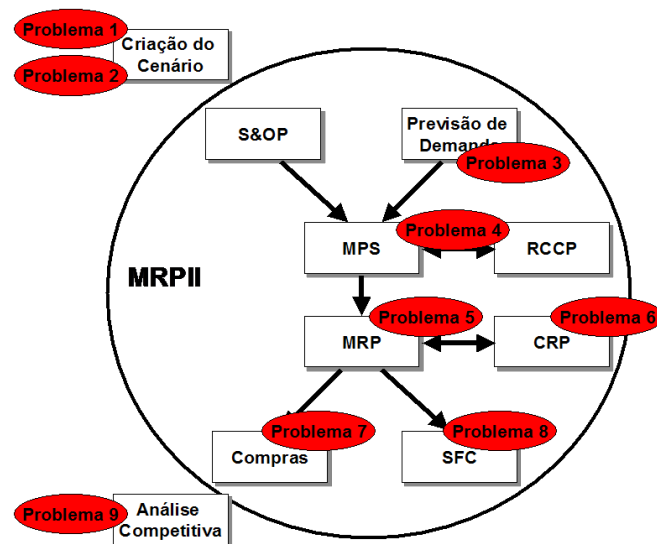 Problema 1
Criação do
Cenário
Problema 2
S&OP
Previsão de
Demanda
Problema 3
Problema 4
MPS
RCCP
MRPII
Problema 5
Problema 6
MRP
CRP
Problema 7
Problema 8
Compras
SFC
Problema 9
Análise
Competitiva